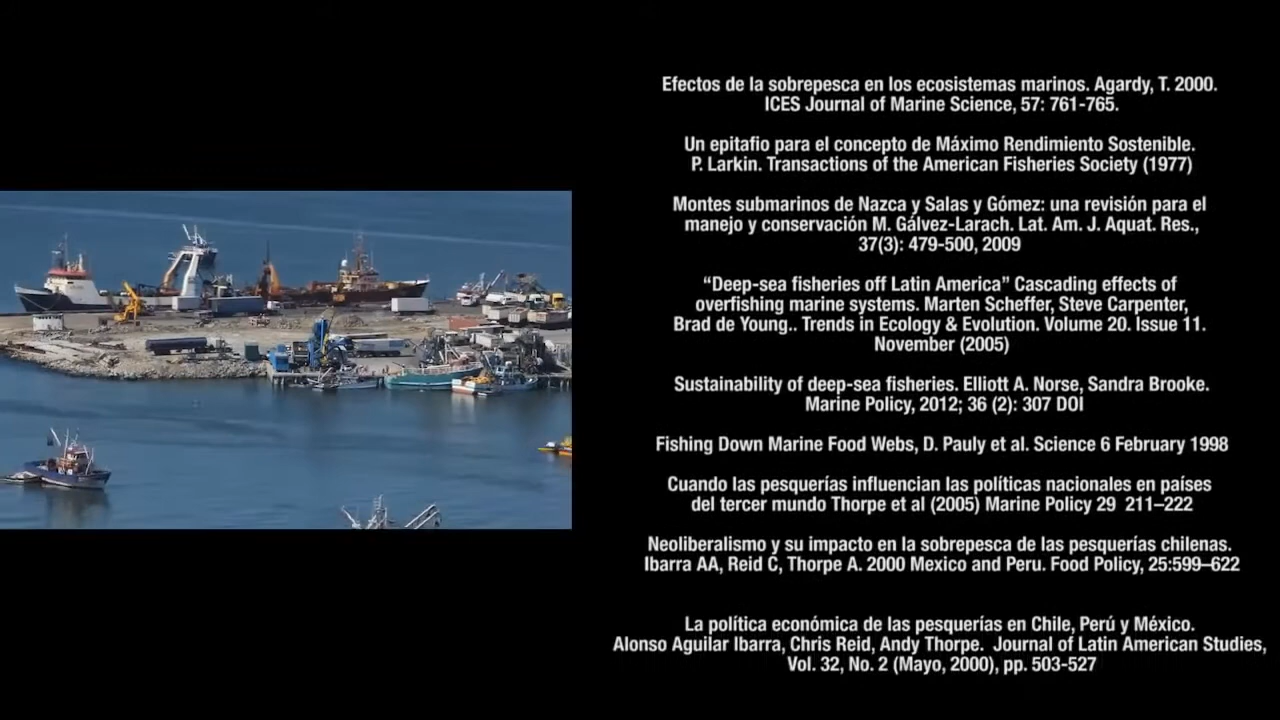 Efectos de la sobrepesca en los ecosistemas marinos. Agardy, T. 2000.
ICES Journal of Marine Science, 57: 761-765.
Un epitafio para el concepto de Máximo Rendimiento Sostenible.
P. Larkin. Transactions of the American Fisheries Society (1977)
Montes submarinos de Nazca y Salas y Gómez: una revisión para el
manejo y conservación M. Gálvez-Larach. Lat. Am. J. Aquat. Res.,
37(3): 479-500, 2009
“Deep-sea fisheries off Latin America” Cascading effects of
overfishing marine systems. Marten Scheffer, Steve Carpenter,
Brad de Young.. Trends in Ecology & Evolution. Volume 20. Issue 11.
November (2005)
Sustainability of deep-sea fisheries. Elliott A. Norse, Sandra Brooke.
Marine Policy, 2012; 36 (2): 307 DOI
Fishing Down Marine Food Webs, D. Pauly et al. Science 6 February 1998
Cuando las pesquerías influencian las políticas nacionales en países
del tercer mundo Thorpe et al (2005) Marine Policy 29 211–222
Neoliberalismo y su impacto en la sobrepesca de las pesquerías chilenas.
Ibarra AA, Reid C, Thorpe A. 2000 Mexico and Peru. Food Policy, 25:599–622
La política económica de las pesquerías en Chile, Perú y México.
Alonso Aguilar Ibarra, Chris Reid, Andy Thorpe. Journal of Latin American Studies,
Vol. 32, No. 2 (Mayo, 2000), pp. 503-527